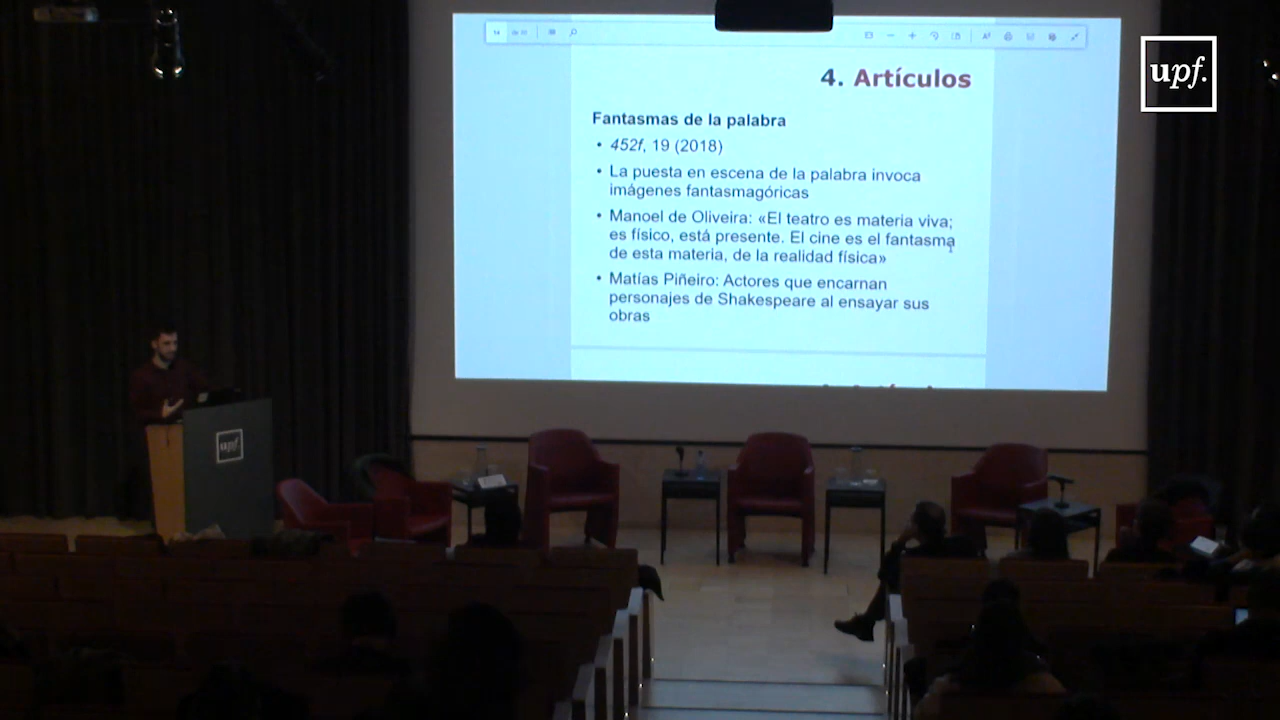 4. Artículos
Fantasmas de la palabra
• 452f, 19 (2018)
• La puesta en escena de la palabra invoca
imágenes fantasmagóricas
• Manoel de Oliveira: «El teatro es materia viva;
es físico, está presente. El cine es el fantasma
de esta materia, de la realidad física»
• Matías Piñeiro: Actores que encarnan
personajes de Shakespeare al ensayar sus
obras
upf.
upf.